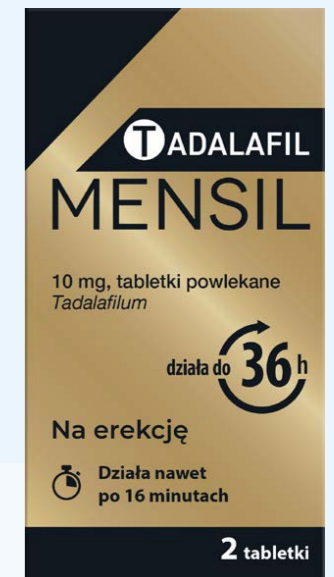 TADALAFIL
MENSIL
10 mg, tabletki powlekane
Tadalafilum
działa do 36 h
Na erekcję
Działa nawet
po 16 minutach
2 tabletki